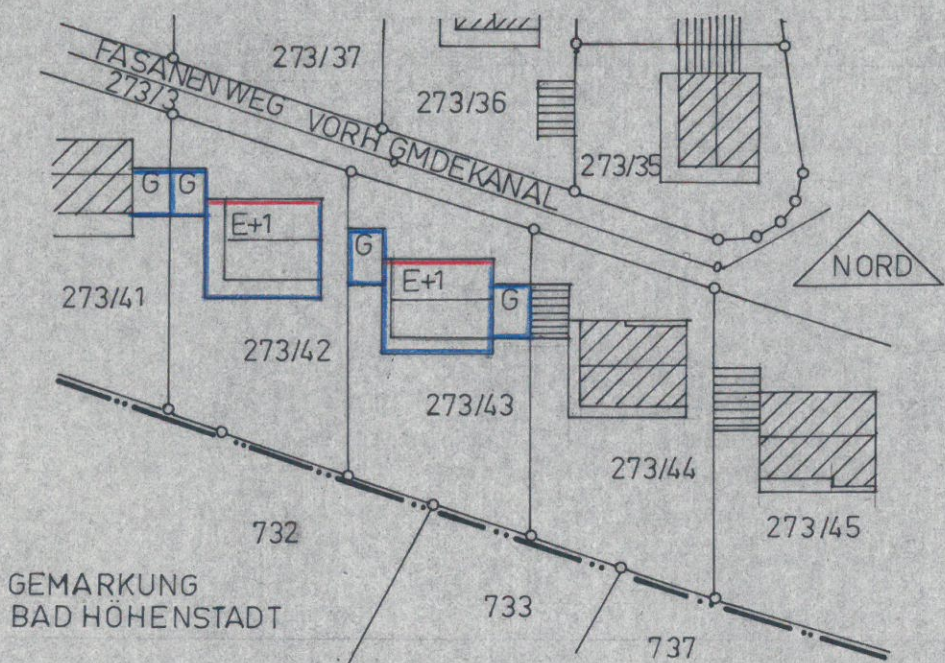 273/37
273/36
273/35
FASANENWEG VORH GMDEKANAL
273/3
NORD
G
G
E+1
G
E+1
G
273/41
273/42
273/43
273/44
273/45
732
733
737
GEMARKUNG
BAD HÖHENSTADT